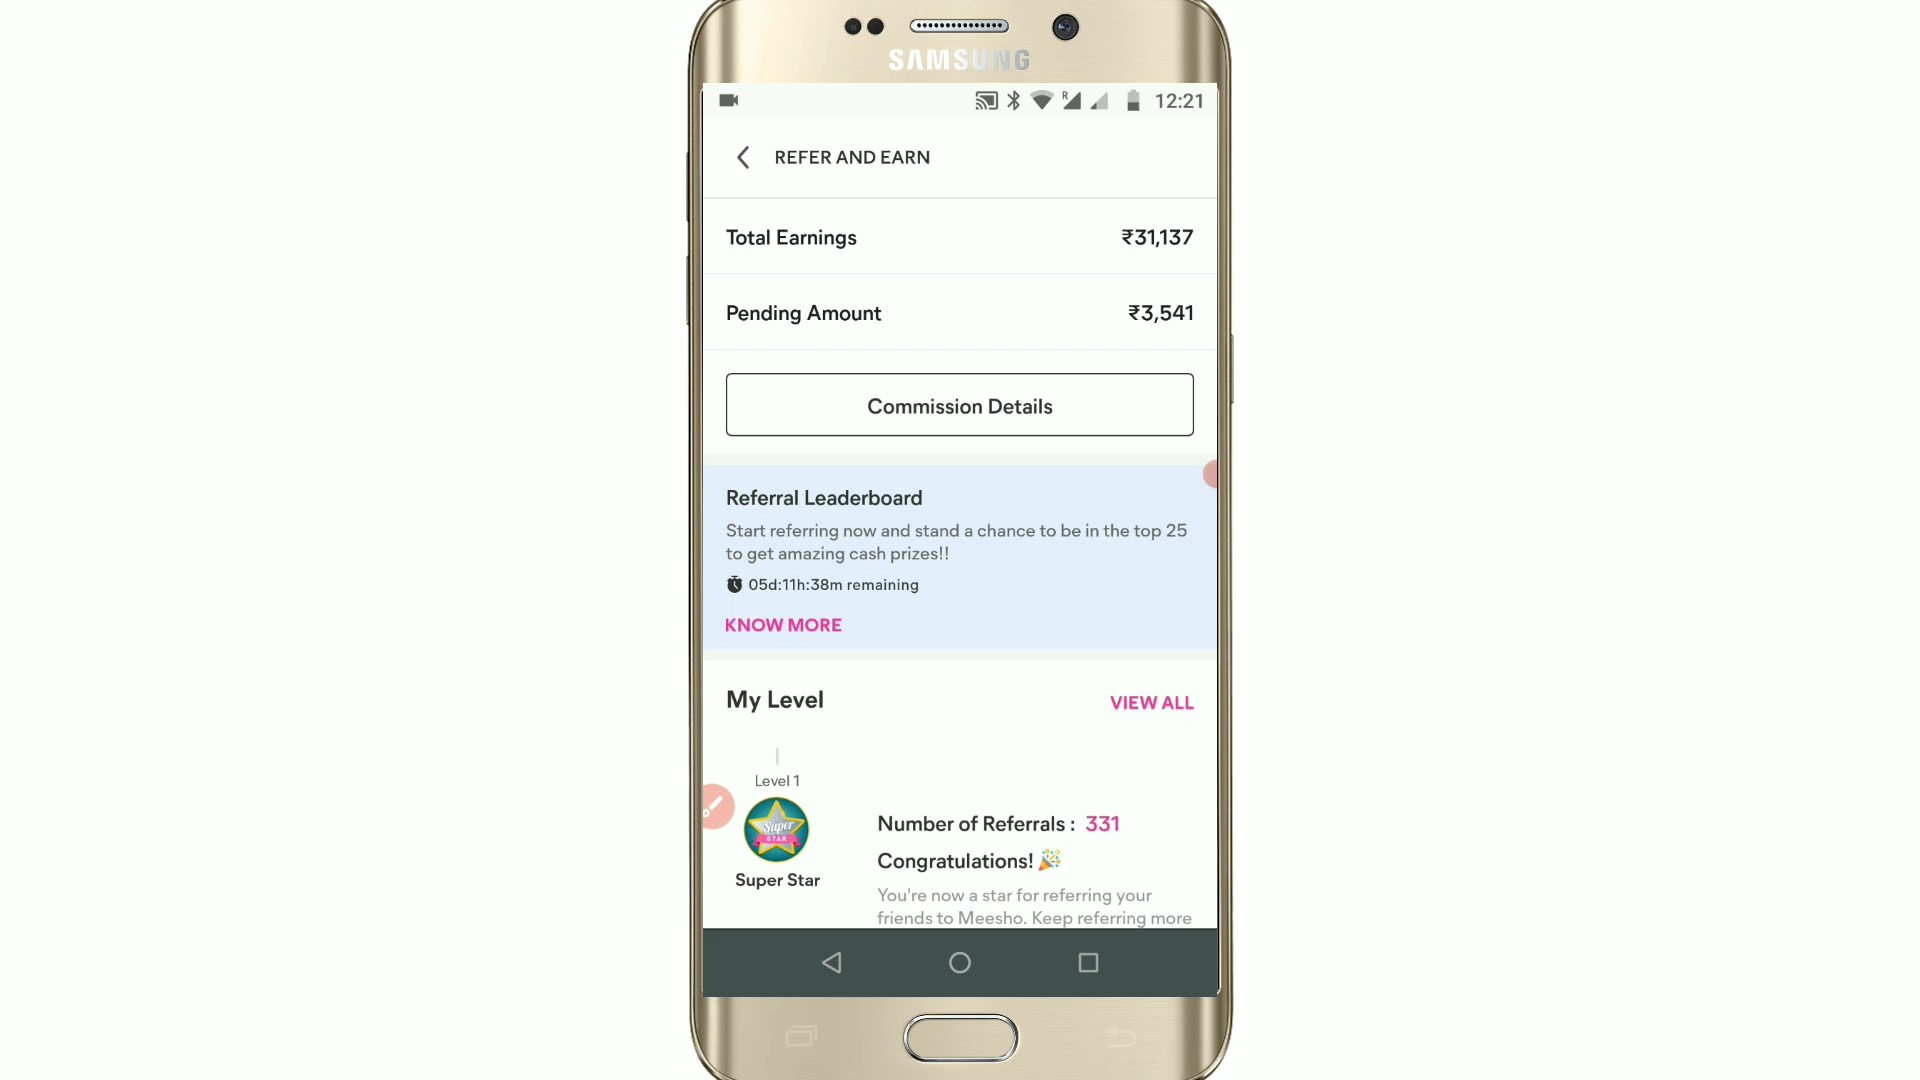 SAMSUNG
R
12:21
REFER AND EARN
Total Earnings ₹31,137
Pending Amount ₹3,541
Commission Details
Referral Leaderboard
Start referring now and stand a chance to be in the top 25
to get amazing cash prizes!!
05d:11h:38m remaining
KNOW MORE
My Level VIEW ALL
Level 1
Super
STAR
Super Star
Number of Referrals : 331
Congratulations! 🎉
You're now a star for referring your
friends to Meesho. Keep referring more